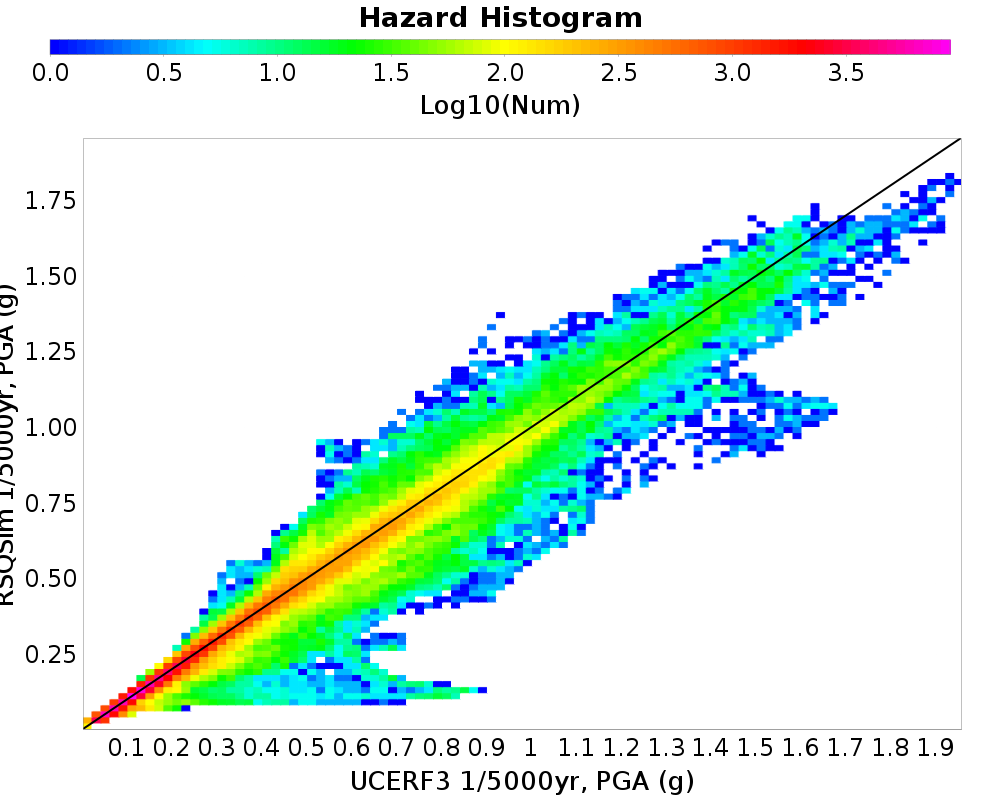 Hazard Histogram
0.0 0.5 1.0 1.5 2.0 2.5 3.0 3.5
Log10(Num)
1.75
1.50
1.25
1.00
0.75
0.50
0.25
RSQSim 1/5000yr, PGA (g)
0.1 0.2 0.3 0.4 0.5 0.6 0.7 0.8 0.9 1 1.1 1.2 1.3 1.4 1.5 1.6 1.7 1.8 1.9
UCERF3 1/5000yr, PGA (g)